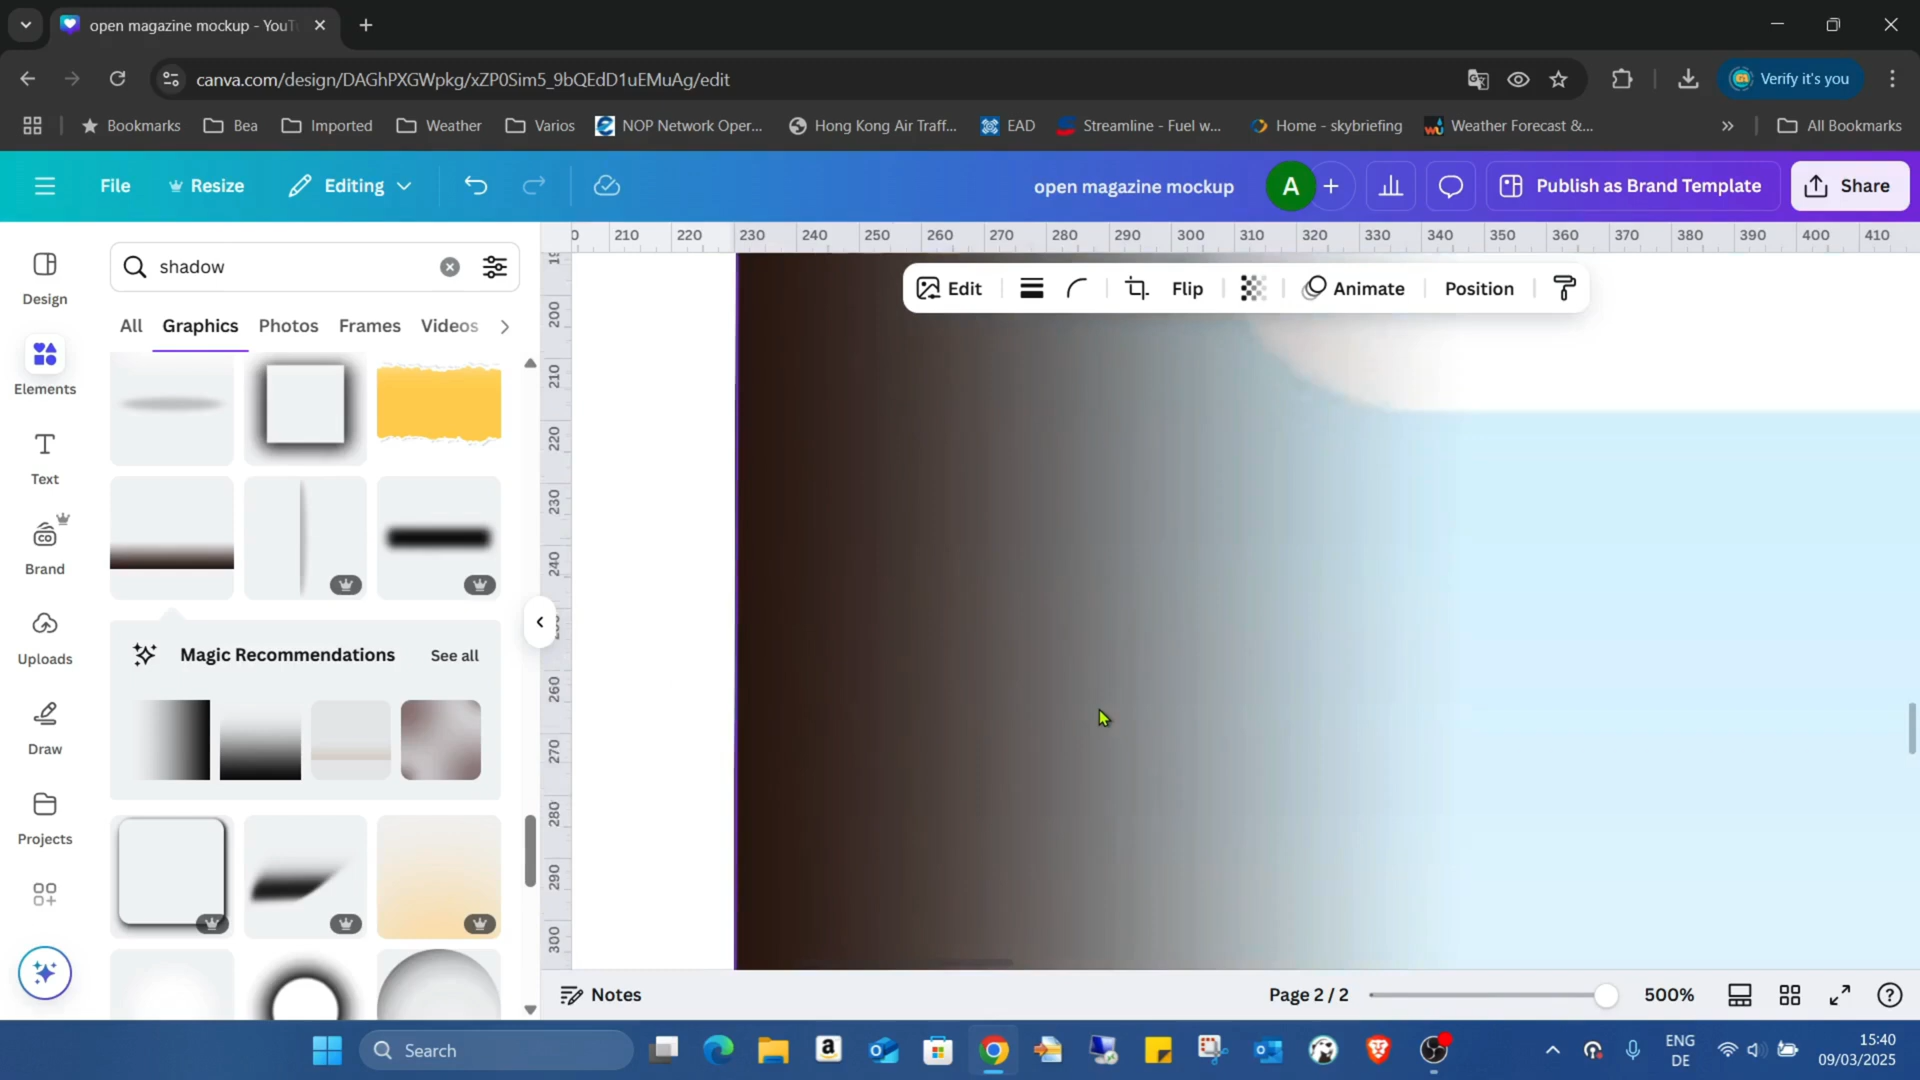 open magazine mockup - YouT
canva.com/design/DAGhPXGWpkg/xZP0Sim5_9bQEdD1uEMuAg/edit
Verify it's you
Bookmarks
Bea
Imported
Weather
Varios
NOP Network Oper...
Hong Kong Air Traff...
EAD
Streamline - Fuel w...
Home - skybriefing
Weather Forecast &...
All Bookmarks
File
Resize
Editing
open magazine mockup
A
Publish as Brand Template
Share
Design
Elements
Text
Brand
Uploads
Draw
Projects
shadow
All
Graphics
Photos
Frames
Videos
Magic Recommendations
See all
0 210 220 230 240 250 260 270 280 290 300 310 320 330 340 350 360 370 380 390 400 410
200
210
220
230
240
260
270
280
290
300
Edit
Flip
Animate
Position
Notes
Page 2 / 2
500%
Search
ENG
DE
15:40
09/03/2025